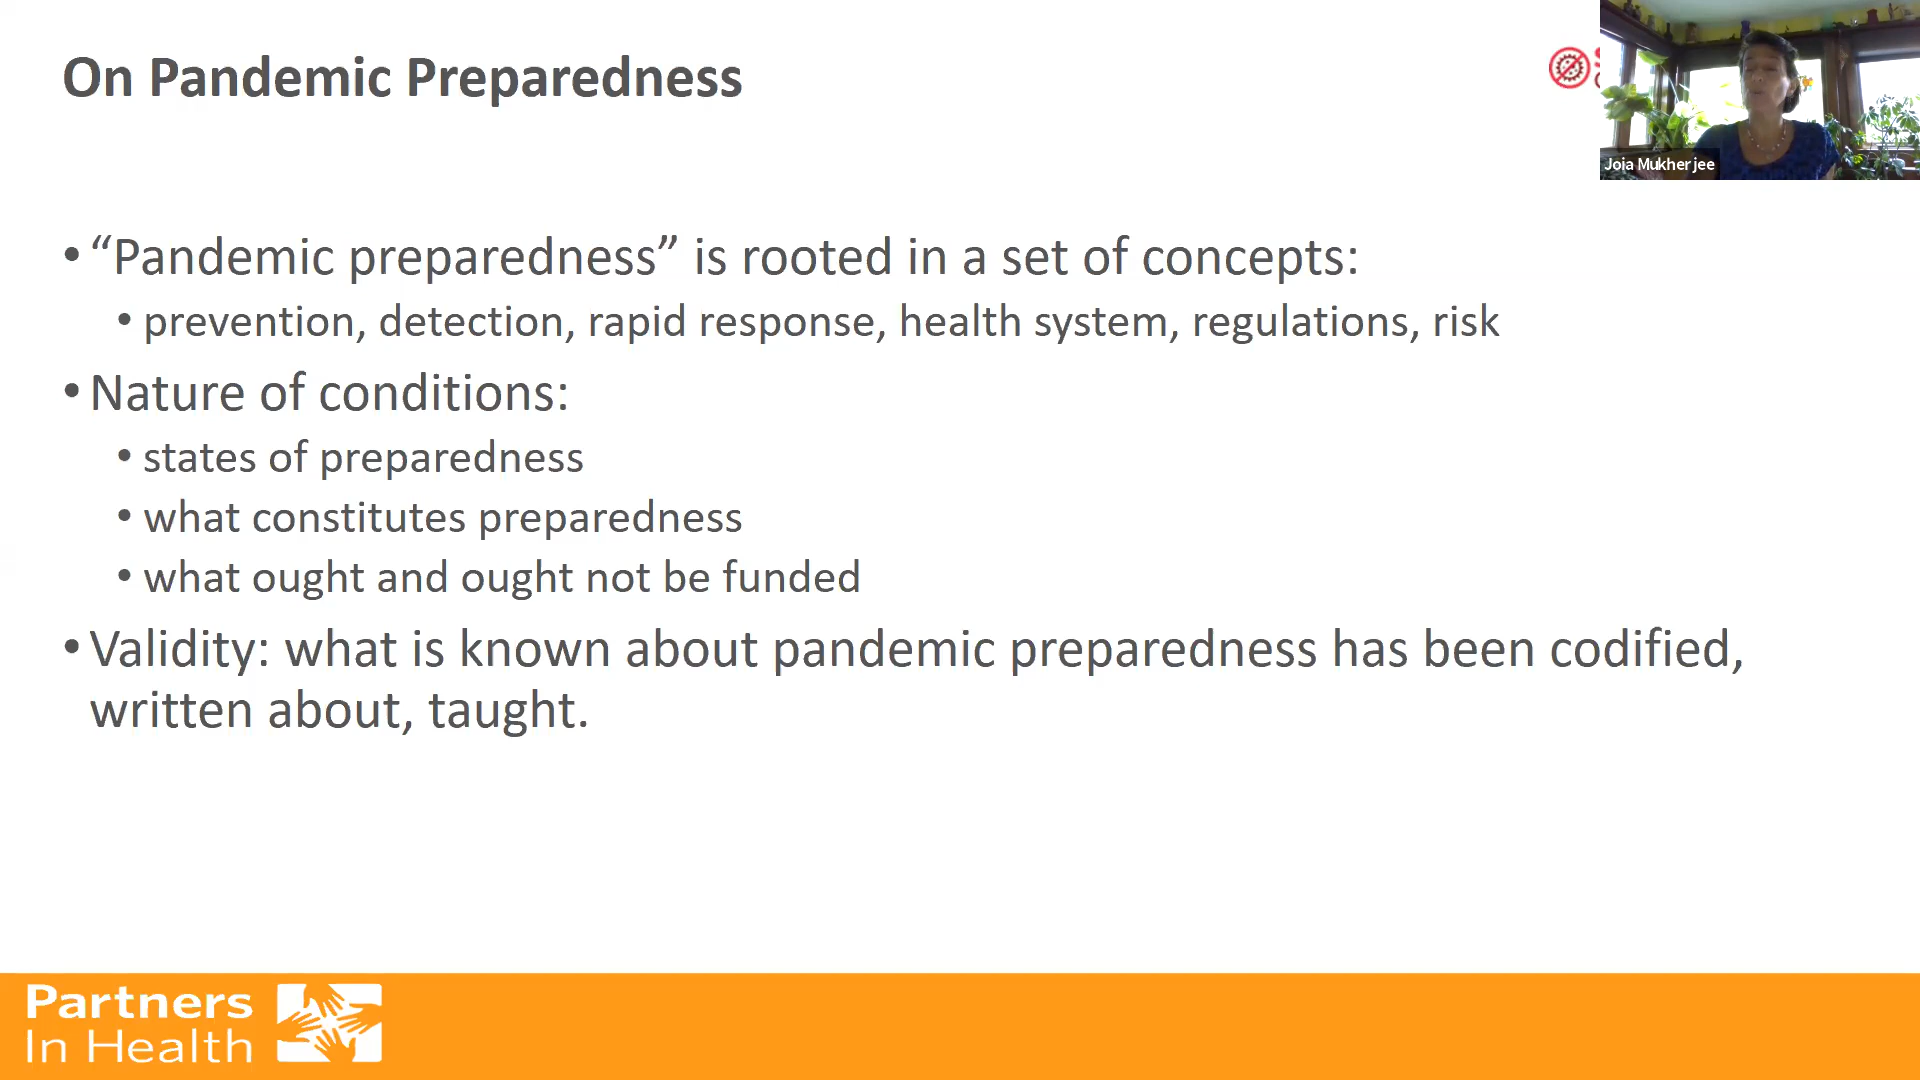 On Pandemic Preparedness
Joia Mukherjee
• “Pandemic preparedness” is rooted in a set of concepts:
• prevention, detection, rapid response, health system, regulations, risk
• Nature of conditions:
• states of preparedness
• what constitutes preparedness
• what ought and ought not be funded
• Validity: what is known about pandemic preparedness has been codified,
written about, taught.
Partners
In Health